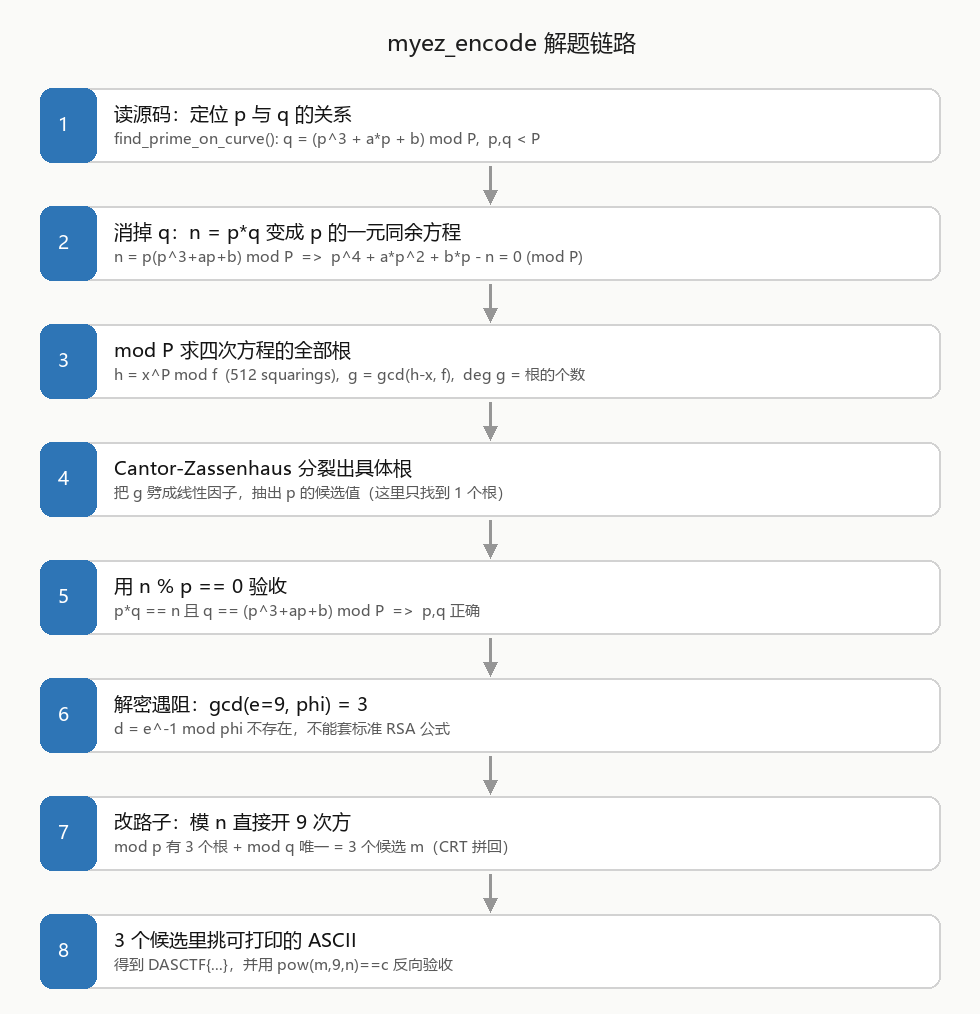 myez_encode 解题链路
1
读源码：定位 p 与 q 的关系
find_prime_on_curve(): q = (p^3 + a*p + b) mod P,  p,q < P
2
消掉 q：n = p*q 变成 p 的一元同余方程
n = p(p^3+ap+b) mod P  =>  p^4 + a*p^2 + b*p - n = 0 (mod P)
3
mod P 求四次方程的全部根
h = x^P mod f  (512 squarings),  g = gcd(h-x, f),  deg g = 根的个数
4
Cantor-Zassenhaus 分裂出具体根
把 g 劈成线性因子，抽出 p 的候选值（这里只找到 1 个根）
5
用 n % p == 0 验收
p*q == n 且 q == (p^3+ap+b) mod P  =>  p,q 正确
6
解密遇阻：gcd(e=9, phi) = 3
d = e^-1 mod phi 不存在，不能套标准 RSA 公式
7
改路子：模 n 直接开 9 次方
mod p 有 3 个根 + mod q 唯一 = 3 个候选 m（CRT 拼回）
8
3 个候选里挑可打印的 ASCII
得到 DASCTF{...}，并用 pow(m,9,n)==c 反向验收